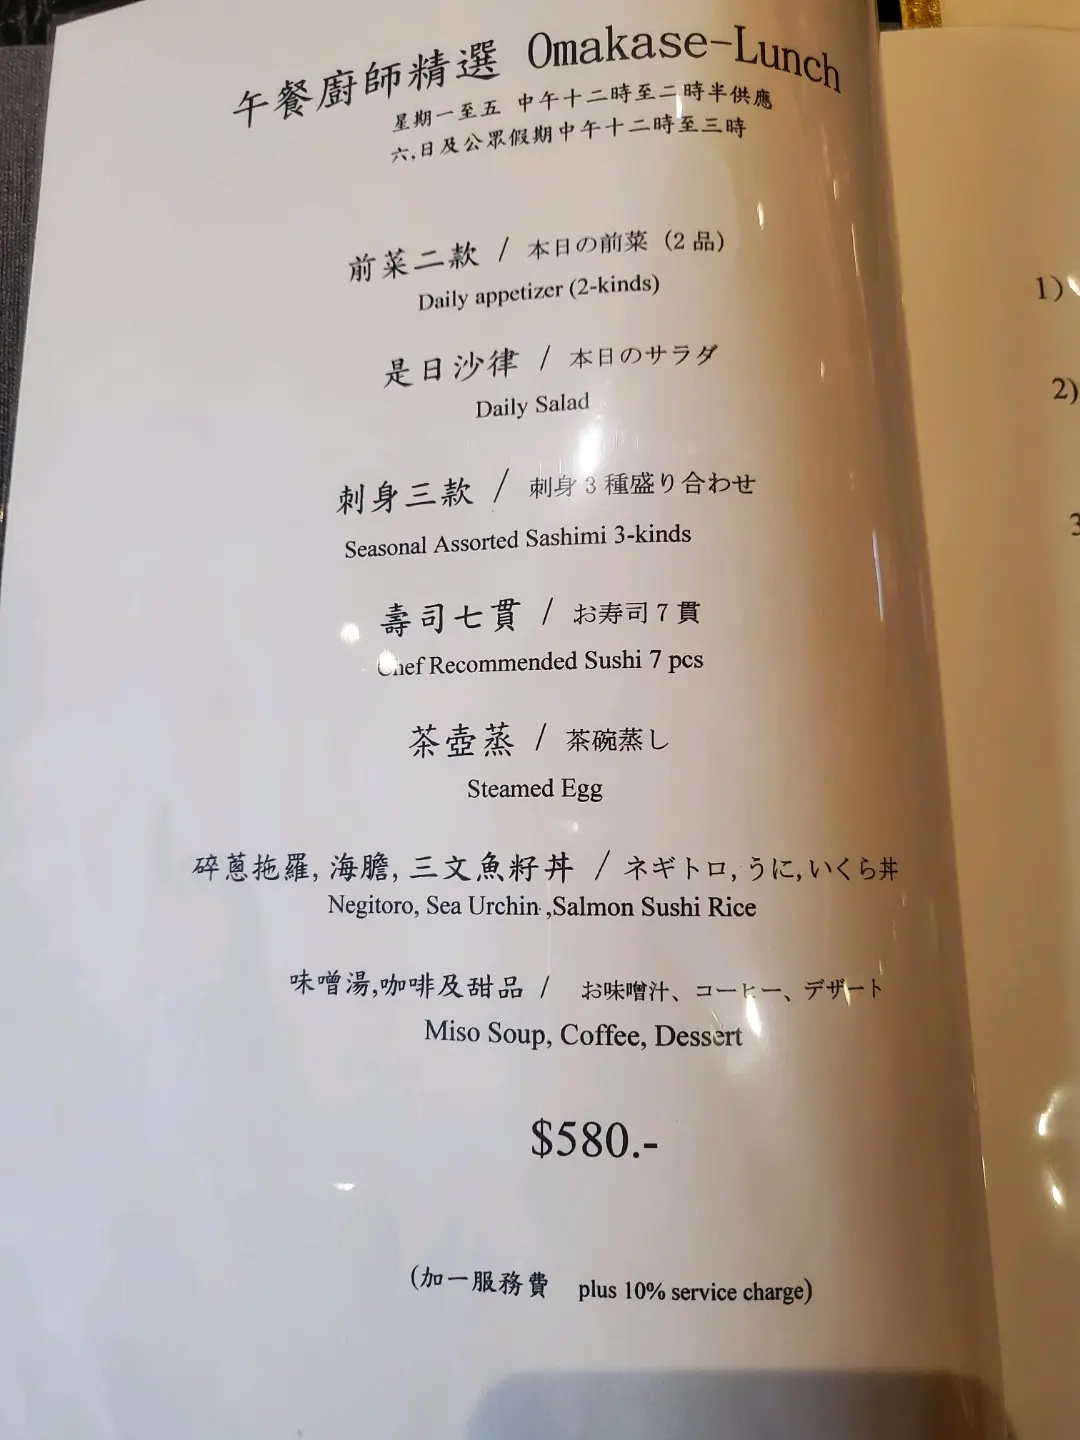 午餐廚師精選 Omakase-Lunch
星期一至五 中午十二時至二時半供應
六,日及公眾假期中午十二時至三時
前菜二款 / 本日の前菜（2 品）
Daily appetizer (2-kinds)
是日沙律 / 本日のサラダ
Daily Salad
刺身三款 / 刺身 3 種盛り合わせ
Seasonal Assorted Sashimi 3-kinds
壽司七貫 / お寿司 7 貫
Chef Recommended Sushi 7 pcs
茶壺蒸 / 茶碗蒸し
Steamed Egg
碎蔥拖羅, 海膽, 三文魚籽丼 / ネギトロ, うに, いくら丼
Negitoro, Sea Urchin ,Salmon Sushi Rice
味噌湯,咖啡及甜品 / お味噌汁、コーヒー、デザート
Miso Soup, Coffee, Dessert
$580.-
(加一服務費 plus 10% service charge)
1)
2)
3